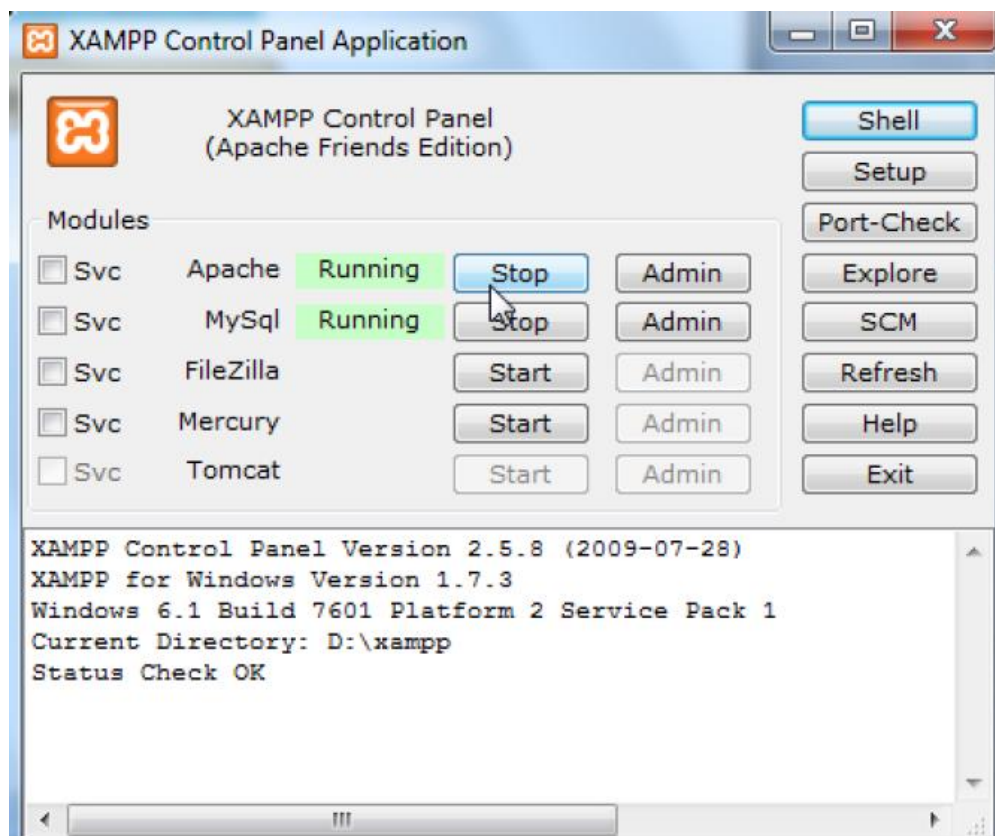 XAMPP Control Panel Application
XAMPP Control Panel
(Apache Friends Edition)
Shell
Setup
Port-Check
Modules
Svc Apache Running Stop Admin Explore
Svc MySql Running Stop Admin SCM
Svc FileZilla Start Admin Refresh
Svc Mercury Start Admin Help
Svc Tomcat Start Admin Exit
XAMPP Control Panel Version 2.5.8 (2009-07-28)
XAMPP for Windows Version 1.7.3
Windows 6.1 Build 7601 Platform 2 Service Pack 1
Current Directory: D:\xampp
Status Check OK